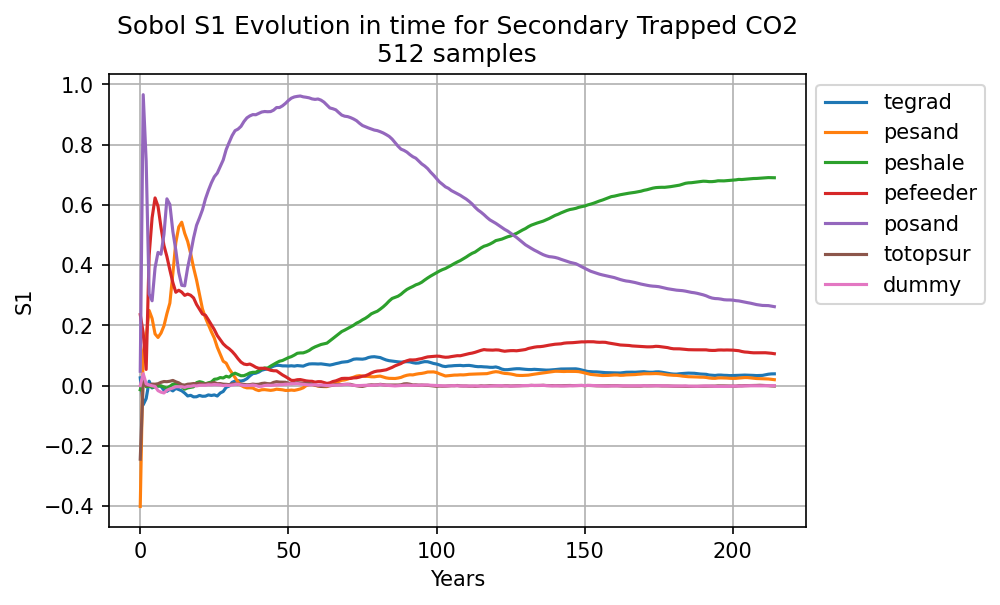 Sobol S1 Evolution in time for Secondary Trapped CO2
512 samples
1.0
0.8
0.6
0.4
0.2
0.0
−0.2
−0.4
S1
0 50 100 150 200
Years
tegrad
pesand
peshale
pefeeder
posand
totopsur
dummy